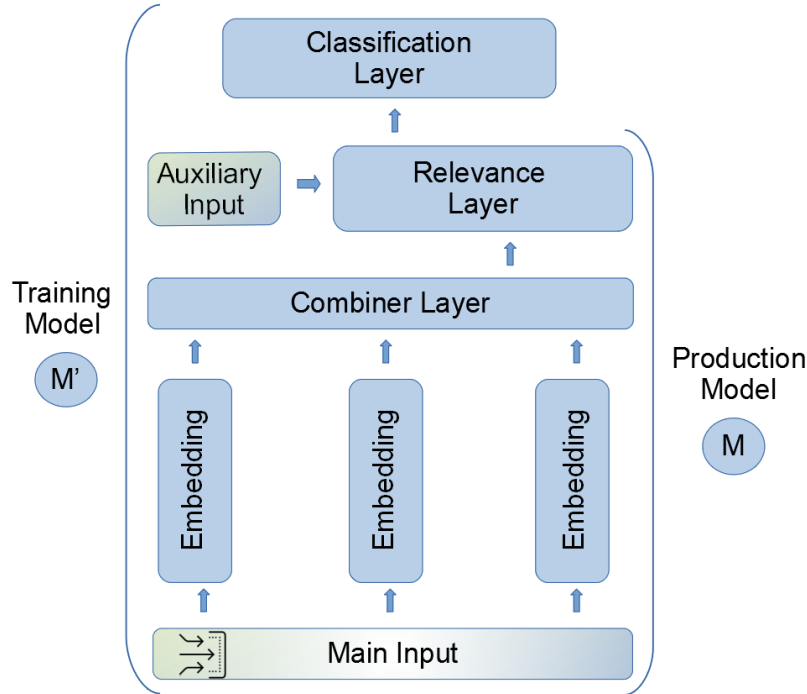 Classification
Layer
Auxiliary
Input
Relevance
Layer
Combiner Layer
Training
Model
M'
Production
Model
M
Embedding
Embedding
Embedding
Main Input